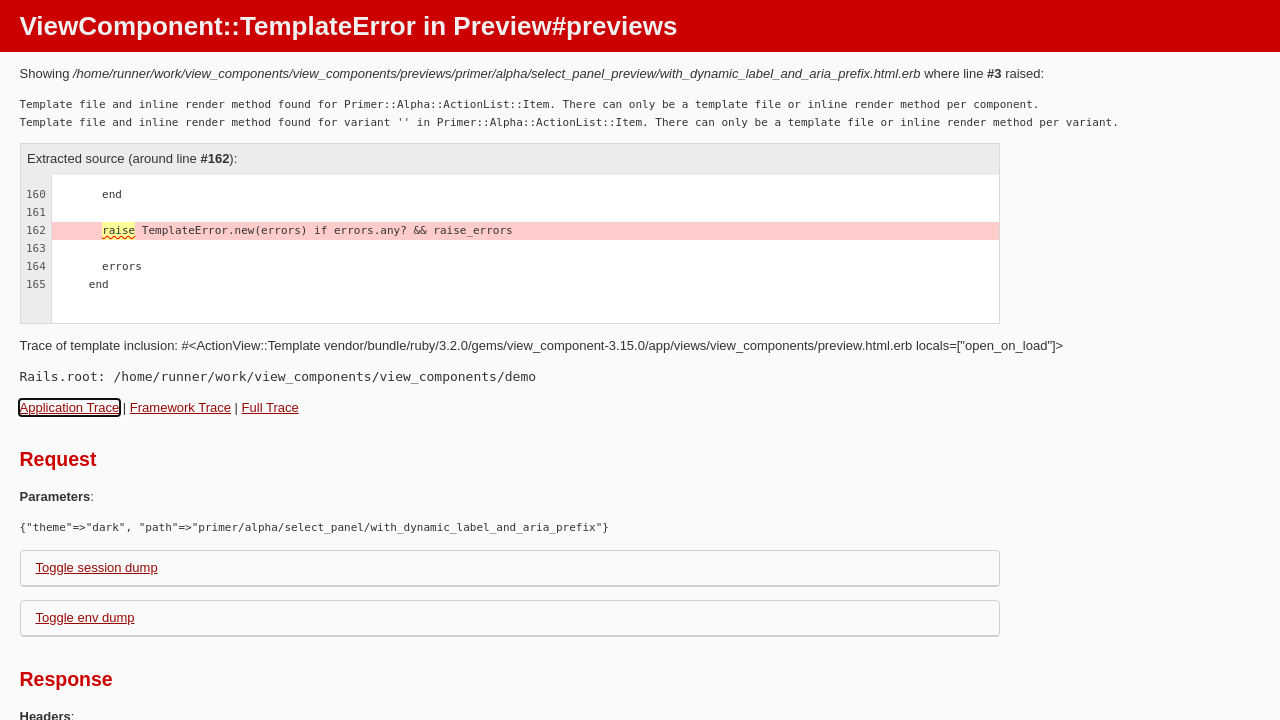 ViewComponent::TemplateError in Preview#previews
Showing /home/runner/work/view_components/view_components/previews/primer/alpha/select_panel_preview/with_dynamic_label_and_aria_prefix.html.erb where line #3 raised:
Template file and inline render method found for Primer::Alpha::ActionList::Item. There can only be a template file or inline render method per component.
Template file and inline render method found for variant '' in Primer::Alpha::ActionList::Item. There can only be a template file or inline render method per variant.
Extracted source (around line #162):
160 end
161
162 raise TemplateError.new(errors) if errors.any? && raise_errors
163
164 errors
165 end
Trace of template inclusion: #<ActionView::Template vendor/bundle/ruby/3.2.0/gems/view_component-3.15.0/app/views/view_components/preview.html.erb locals=["open_on_load"]>
Rails.root: /home/runner/work/view_components/view_components/demo
Application Trace | Framework Trace | Full Trace
Request
Parameters:
{"theme"=>"dark", "path"=>"primer/alpha/select_panel/with_dynamic_label_and_aria_prefix"}
Toggle session dump
Toggle env dump
Response
Headers: